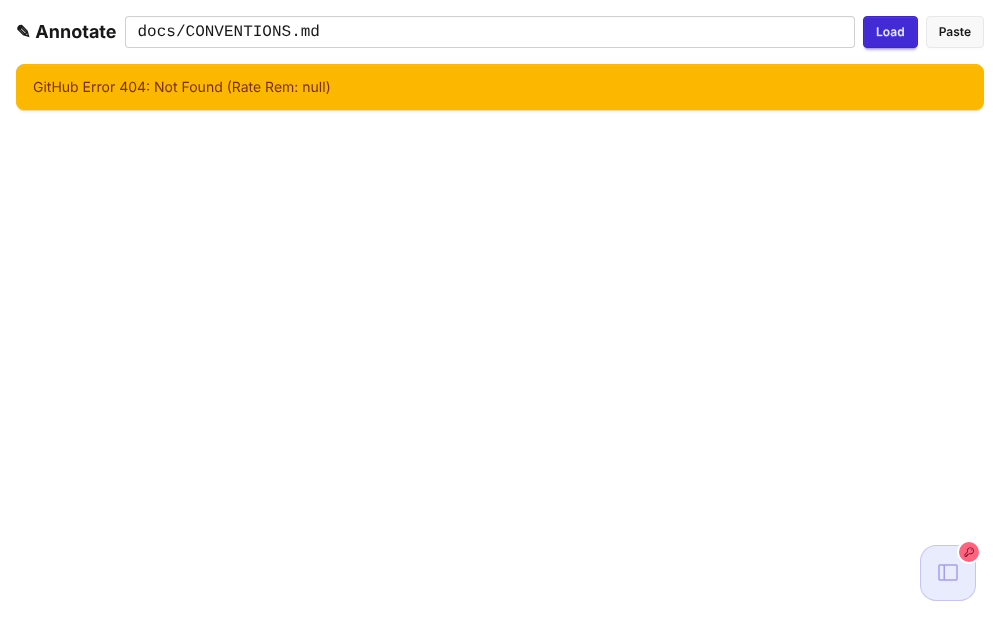 ✎ Annotate
docs/CONVENTIONS.md
Load
Paste
GitHub Error 404: Not Found (Rate Rem: null)